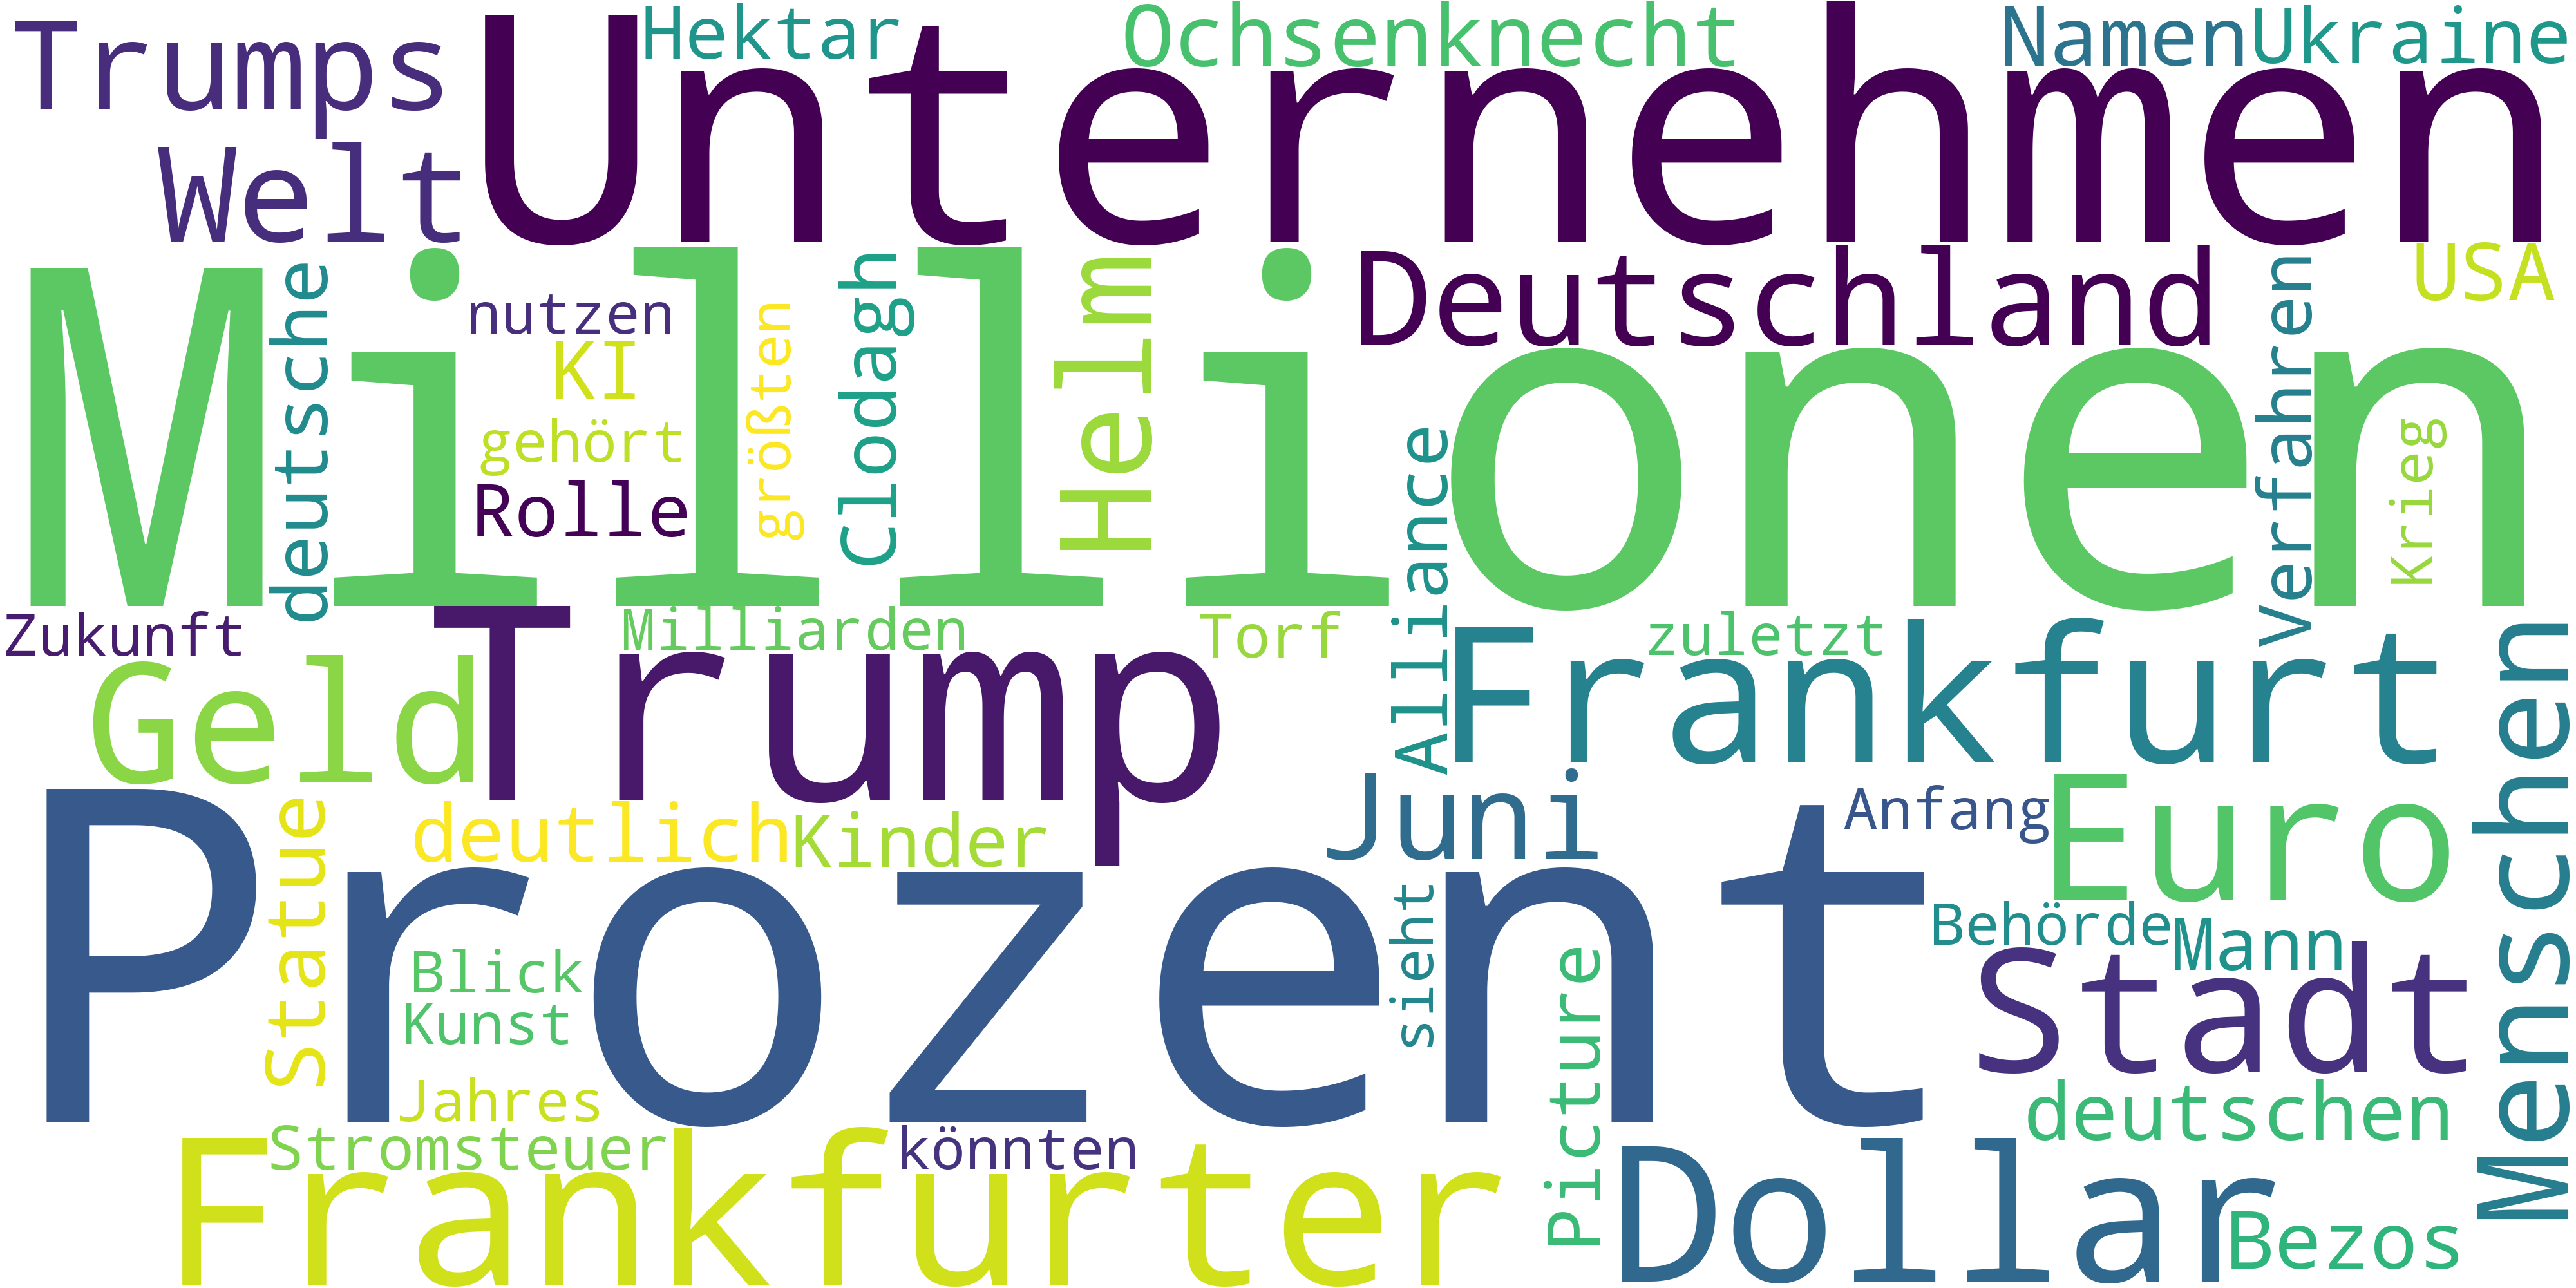 Trumps
Hektar
Ochsenknecht
Namen
Ukraine
Unternehmen
Welt
Deutschland
USA
Millionen
deutsche
nutzen
KI
größten
Clodagh
Helm
gehört
Rolle
Alliance
Verfahren
Krieg
Zukunft
Milliarden
Torf
zuletzt
Geld
Trump
Frankfurt
Menschen
Statue
deutlich
Kinder
Juni
Anfang
Euro
Prozent
Blick
Kunst
sieht
Picture
Behörde
Mann
Stadt
Jahres
Stromsteuer
könnten
deutschen
Frankfurter
Dollar
Bezos